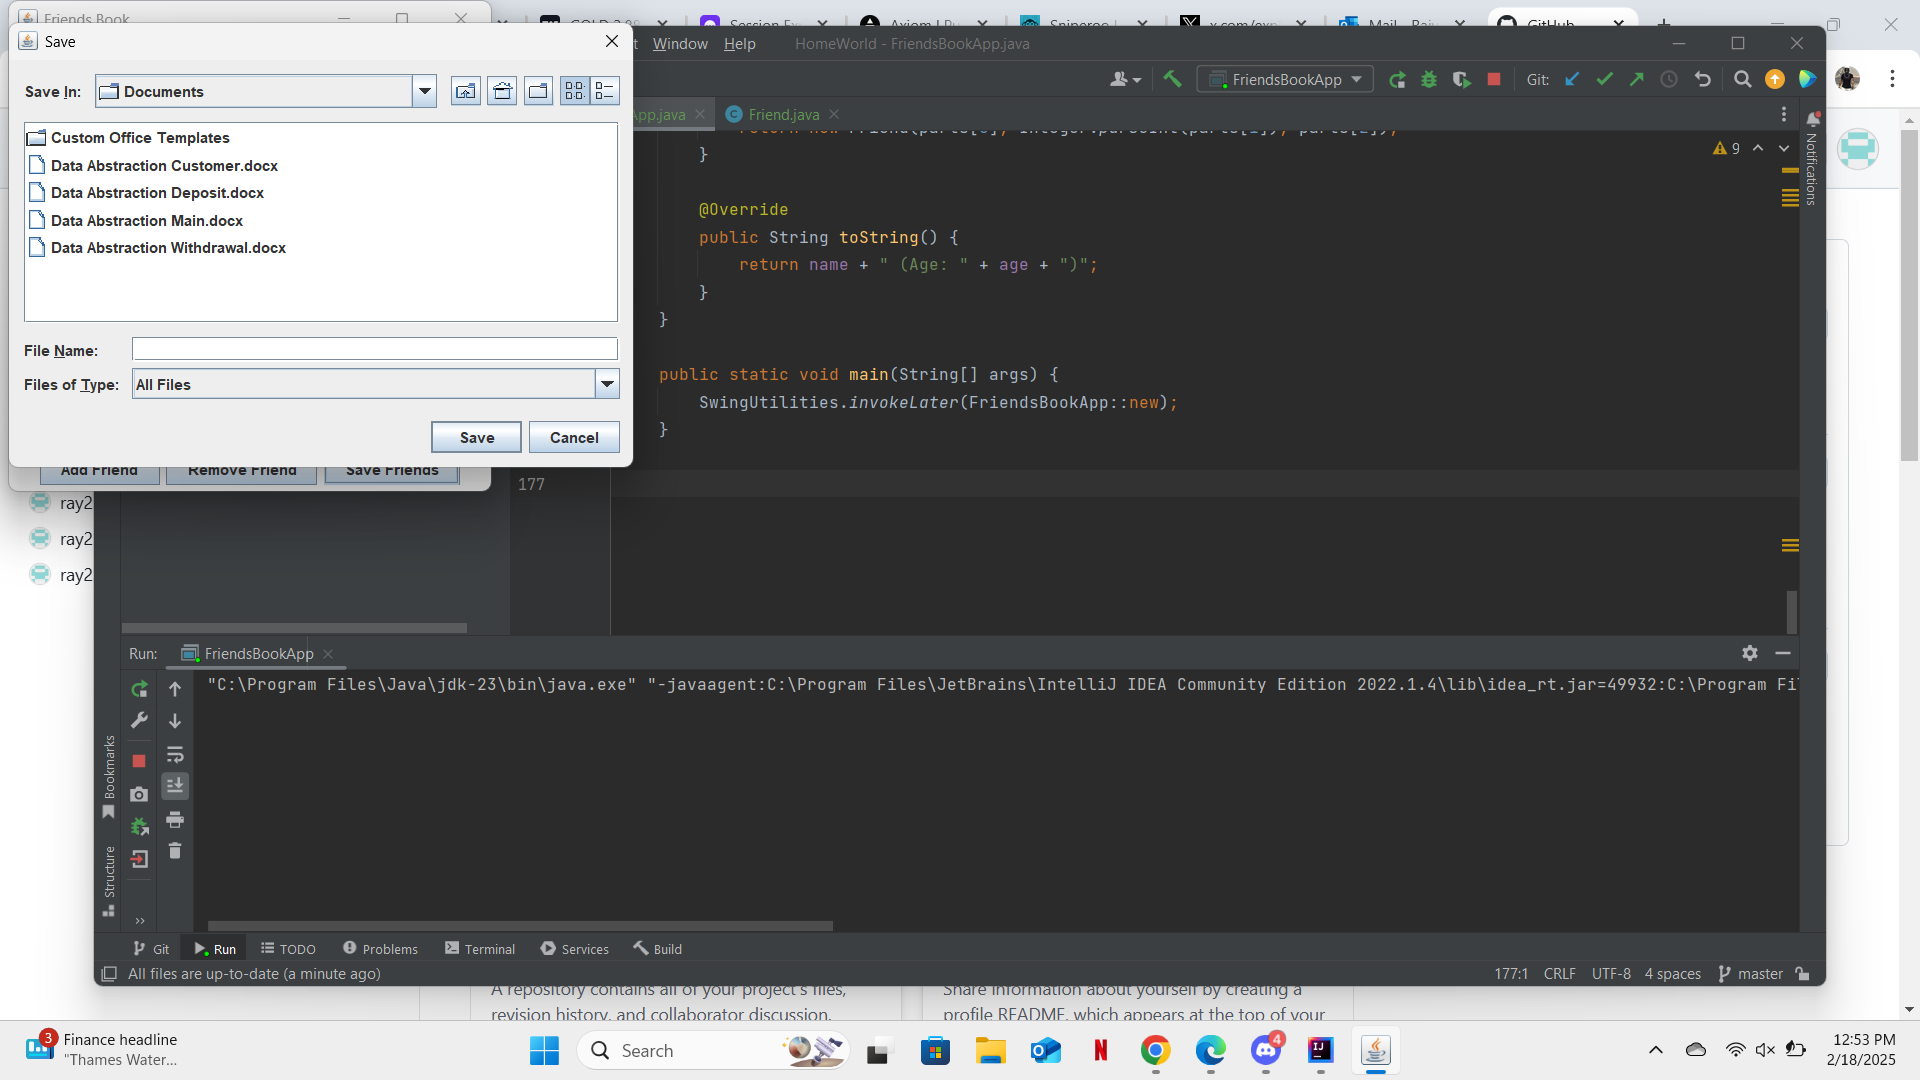 Friends Book
Save
Save In:
Documents
Custom Office Templates
Data Abstraction Customer.docx
Data Abstraction Deposit.docx
Data Abstraction Main.docx
Data Abstraction Withdrawal.docx
File Name:
Files of Type:
All Files
Save
Cancel
Add Friend
Remove Friend
Save Friends
ray2
ray2
ray2
GitHub
Window
Help
HomeWorld - FriendsBookApp.java
FriendsBookApp
Git:
App.java
Friend.java
9
Notifications
}
@Override
public String toString() {
return name + " (Age: " + age + ")";
}
}
public static void main(String[] args) {
SwingUtilities.invokeLater(FriendsBookApp::new);
}
177
Run:
FriendsBookApp
"C:\Program Files\Java\jdk-23\bin\java.exe" "-javaagent:C:\Program Files\JetBrains\IntelliJ IDEA Community Edition 2022.1.4\lib\idea_rt.jar=49932:C:\Program Fi
Bookmarks
Structure
Git
Run
TODO
Problems
Terminal
Services
Build
All files are up-to-date (a minute ago)
177:1
CRLF
UTF-8
4 spaces
master
A repository contains all of your project's files,
revision history, and collaborator discussion.
Share information about yourself by creating a
profile README, which appears at the top of your
3
Finance headline
"Thames Water...
Search
4
12:53 PM
2/18/2025